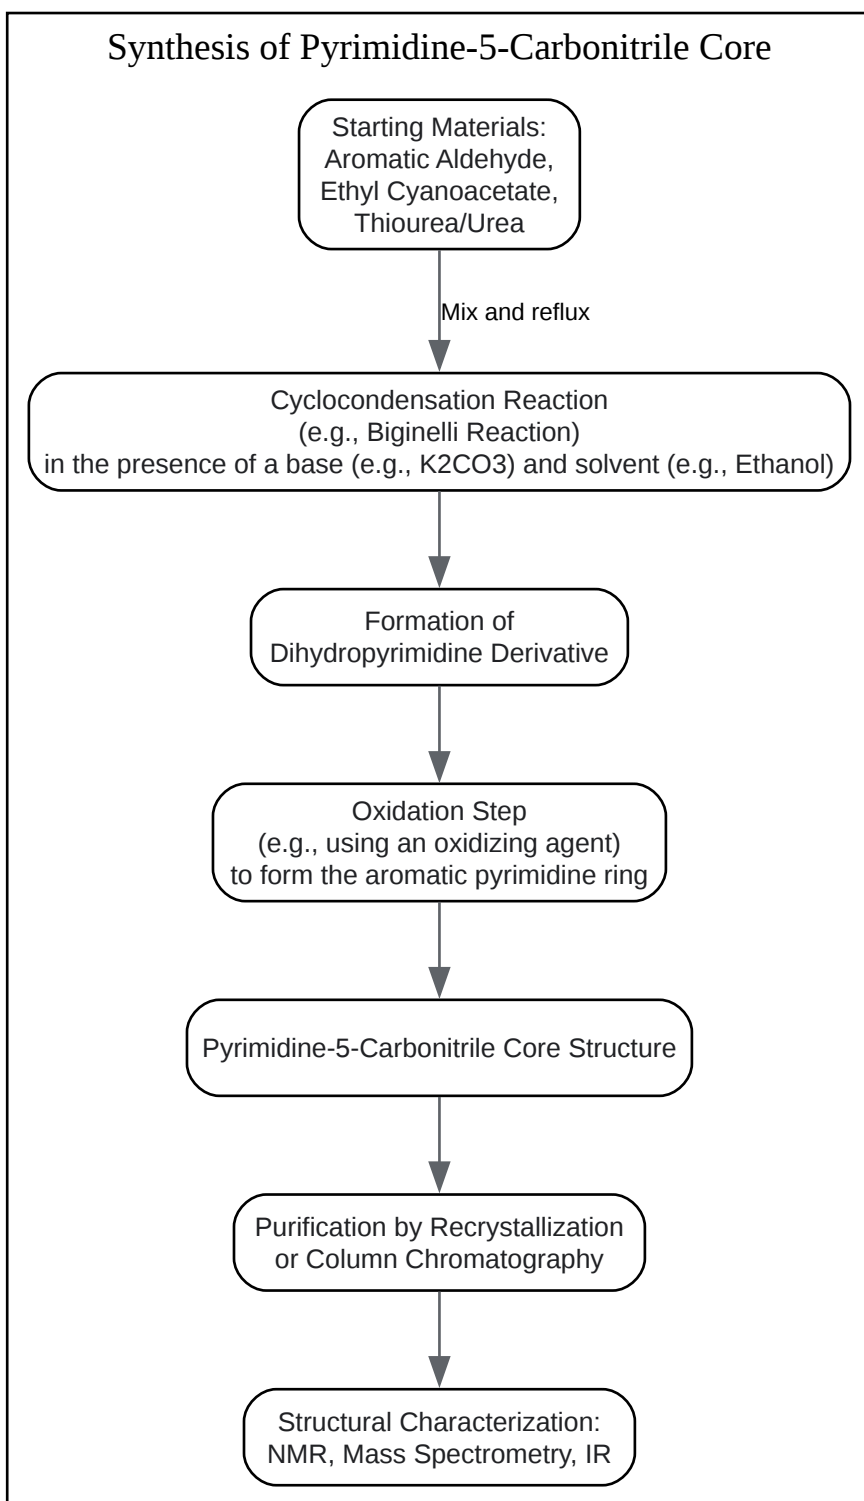 Synthesis of Pyrimidine-5-Carbonitrile Core
Starting Materials:
Aromatic Aldehyde,
Ethyl Cyanoacetate,
Thiourea/Urea
Mix and reflux
Cyclocondensation Reaction
(e.g., Biginelli Reaction)
in the presence of a base (e.g., K2CO3) and solvent (e.g., Ethanol)
Formation of
Dihydropyrimidine Derivative
Oxidation Step
(e.g., using an oxidizing agent)
to form the aromatic pyrimidine ring
Pyrimidine-5-Carbonitrile Core Structure
Purification by Recrystallization
or Column Chromatography
Structural Characterization:
NMR, Mass Spectrometry, IR